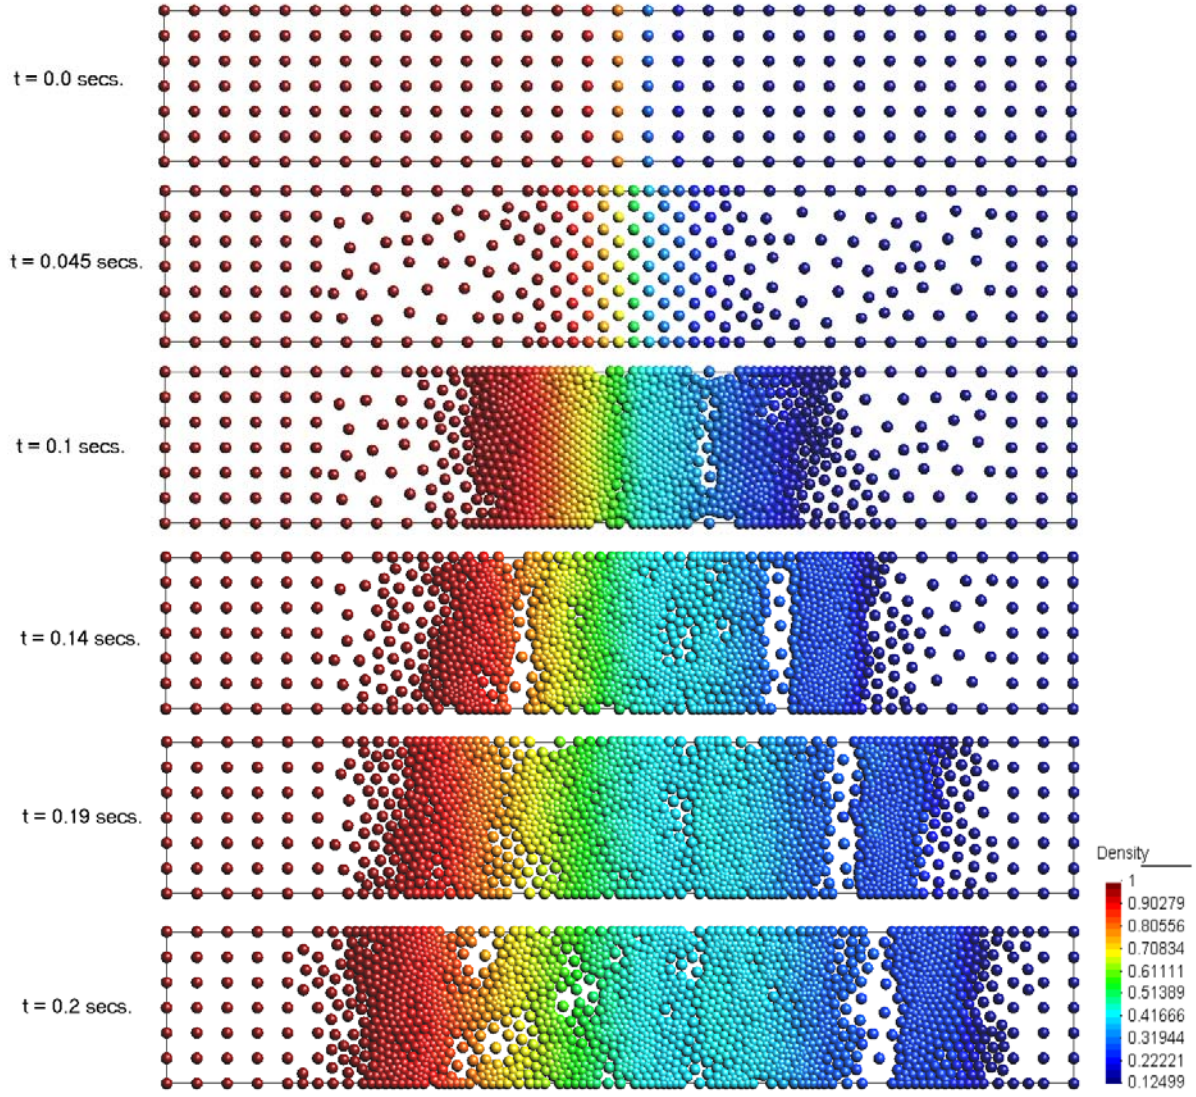 t = 0.0 secs.
t = 0.045 secs.
t = 0.1 secs.
t = 0.14 secs.
t = 0.19 secs.
t = 0.2 secs.
Density
1
0.90279
0.80556
0.70834
0.61111
0.51389
0.41666
0.31944
0.22221
0.12499